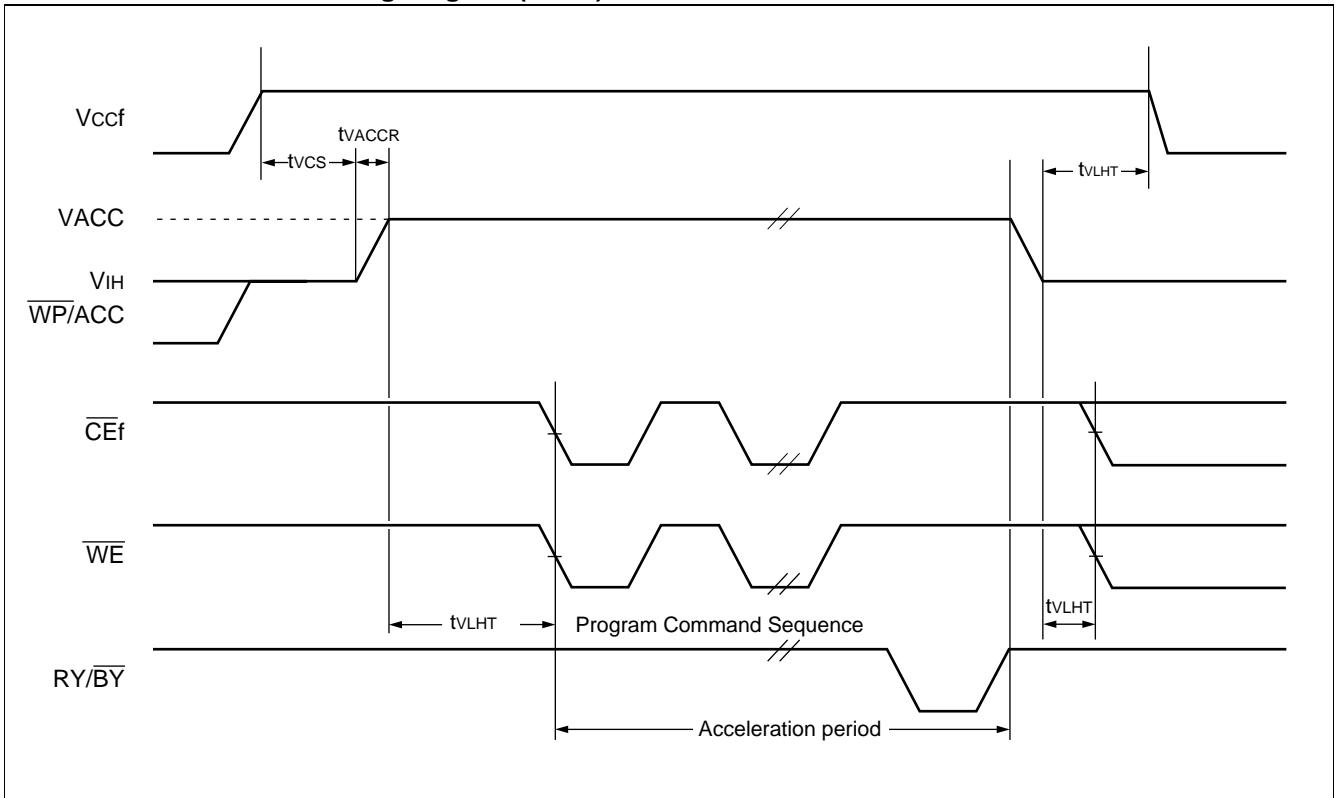 Vccf
tVACCR
tVCS
tVLHT
VACC
VIH
WP/ACC
CEf
WE
tVLHT
Program Command Sequence
tVLHT
RY/BY
Acceleration period